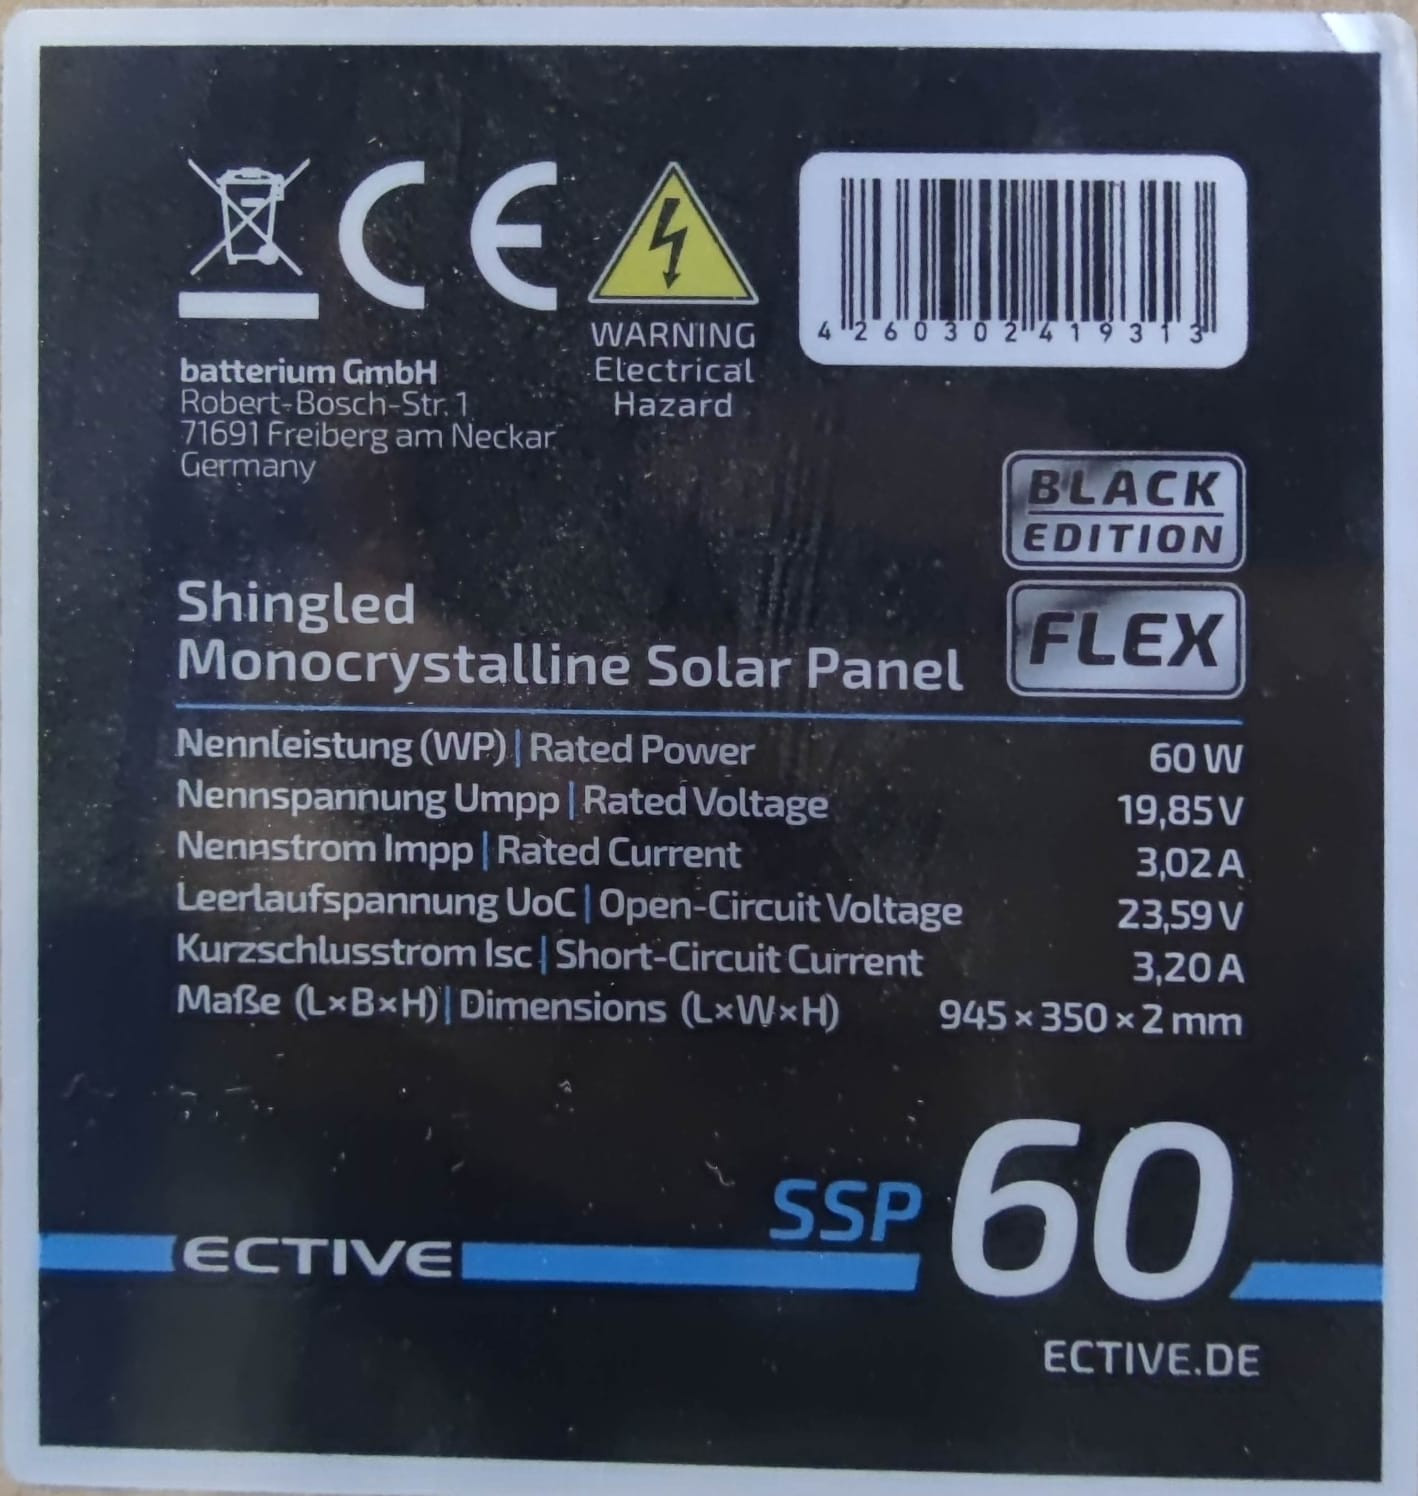 CE
WARNING
Electrical
Hazard
4260302419313
batterium GmbH
Robert-Bosch-Str. 1
71691 Freiberg am Neckar
Germany
BLACK
EDITION
FLEX
Shingled
Monocrystalline Solar Panel
Nennleistung (WP) | Rated Power 60 W
Nennspannung Umpp | Rated Voltage 19,85 V
Nennstrom Impp | Rated Current 3,02 A
Leerlaufspannung UoC | Open-Circuit Voltage 23,59 V
Kurzschlusstrom Isc | Short-Circuit Current 3,20 A
Maße (L×B×H) | Dimensions (L×W×H) 945 × 350 × 2 mm
SSP 60
ECTIVE
ECTIVE.DE